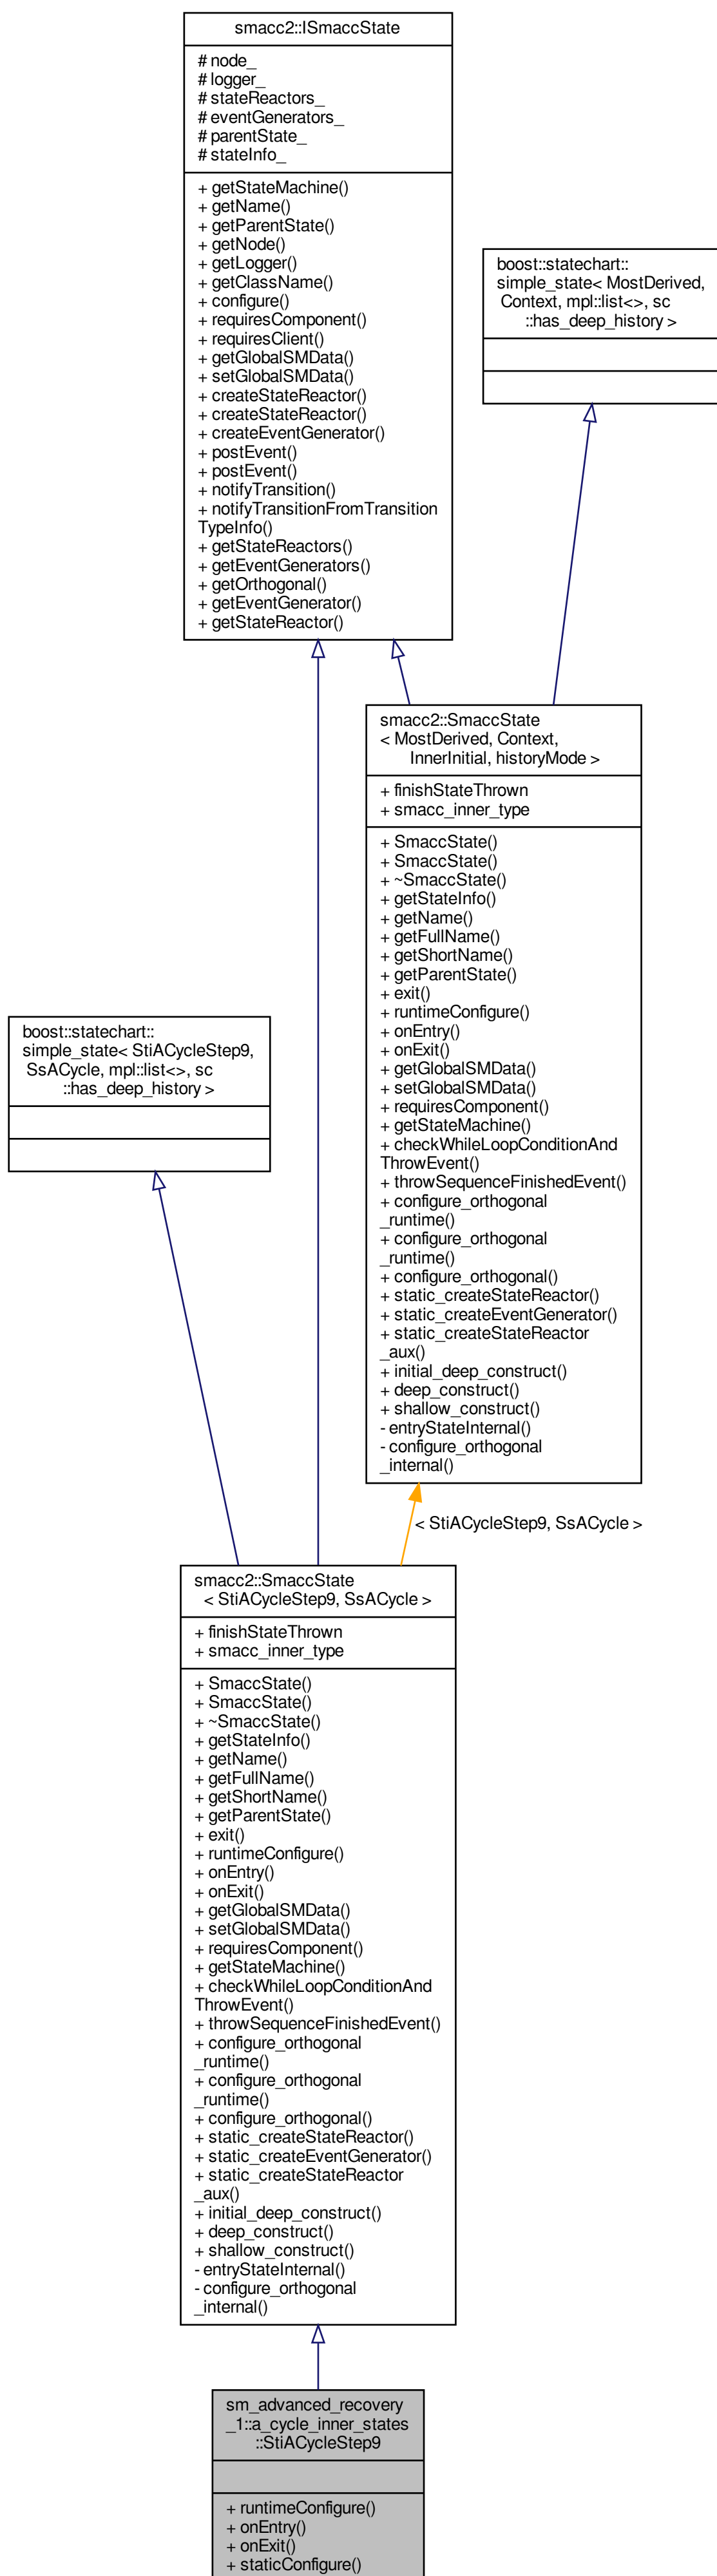 smacc2::ISmaccState
# node_
# logger_
# stateReactors_
# eventGenerators_
# parentState_
# stateInfo_
+ getStateMachine()
+ getName()
+ getParentState()
+ getNode()
+ getLogger()
+ getClassName()
+ configure()
+ requiresComponent()
+ requiresClient()
+ getGlobalSMData()
+ setGlobalSMData()
+ createStateReactor()
+ createStateReactor()
+ createEventGenerator()
+ postEvent()
+ postEvent()
+ notifyTransition()
+ notifyTransitionFromTransition
TypeInfo()
+ getStateReactors()
+ getEventGenerators()
+ getOrthogonal()
+ getEventGenerator()
+ getStateReactor()
boost::statechart::
simple_state< MostDerived,
Context, mpl::list<>, sc
::has_deep_history >
smacc2::SmaccState
< MostDerived, Context,
InnerInitial, historyMode >
+ finishStateThrown
+ smacc_inner_type
+ SmaccState()
+ SmaccState()
+ ~SmaccState()
+ getStateInfo()
+ getName()
+ getFullName()
+ getShortName()
+ getParentState()
+ exit()
+ runtimeConfigure()
+ onEntry()
+ onExit()
+ getGlobalSMData()
+ setGlobalSMData()
+ requiresComponent()
+ getStateMachine()
+ checkWhileLoopConditionAnd
ThrowEvent()
+ throwSequenceFinishedEvent()
+ configure_orthogonal
_runtime()
+ configure_orthogonal
_runtime()
+ configure_orthogonal()
+ static_createStateReactor()
+ static_createEventGenerator()
+ static_createStateReactor
_aux()
+ initial_deep_construct()
+ deep_construct()
+ shallow_construct()
- entryStateInternal()
- configure_orthogonal
_internal()
boost::statechart::
simple_state< StiACycleStep9,
SsACycle, mpl::list<>, sc
::has_deep_history >
< StiACycleStep9, SsACycle >
smacc2::SmaccState
< StiACycleStep9, SsACycle >
+ finishStateThrown
+ smacc_inner_type
+ SmaccState()
+ SmaccState()
+ ~SmaccState()
+ getStateInfo()
+ getName()
+ getFullName()
+ getShortName()
+ getParentState()
+ exit()
+ runtimeConfigure()
+ onEntry()
+ onExit()
+ getGlobalSMData()
+ setGlobalSMData()
+ requiresComponent()
+ getStateMachine()
+ checkWhileLoopConditionAnd
ThrowEvent()
+ throwSequenceFinishedEvent()
+ configure_orthogonal
_runtime()
+ configure_orthogonal
_runtime()
+ configure_orthogonal()
+ static_createStateReactor()
+ static_createEventGenerator()
+ static_createStateReactor
_aux()
+ initial_deep_construct()
+ deep_construct()
+ shallow_construct()
- entryStateInternal()
- configure_orthogonal
_internal()
sm_advanced_recovery
_1::a_cycle_inner_states
::StiACycleStep9
+ runtimeConfigure()
+ onEntry()
+ onExit()
+ staticConfigure()